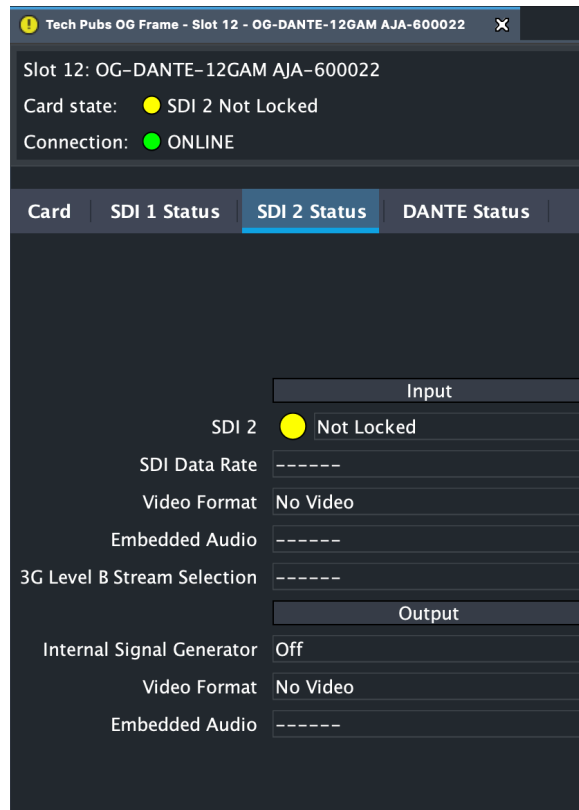 Tech Pubs OG Frame - Slot 12 - OG-DANTE-12GAM AJA-600022
Slot 12: OG-DANTE-12GAM AJA-600022
Card state: SDI 2 Not Locked
Connection: ONLINE
Card SDI 1 Status SDI 2 Status DANTE Status
Input
SDI 2 Not Locked
SDI Data Rate ------
Video Format No Video
Embedded Audio ------
3G Level B Stream Selection ------
Output
Internal Signal Generator Off
Video Format No Video
Embedded Audio ------